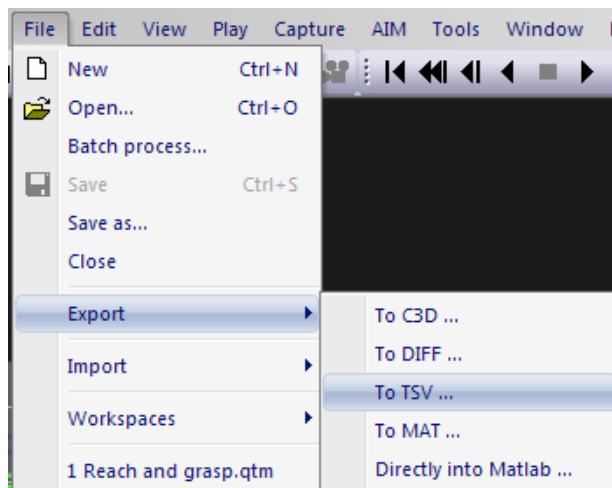 File Edit View Play Capture AIM Tools Window
New Ctrl+N
Open... Ctrl+O
Batch process...
Save Ctrl+S
Save as...
Close
Export
To C3D ...
To DIFF ...
Import
To TSV ...
Workspaces
To MAT ...
1 Reach and grasp.qtm
Directly into Matlab ...